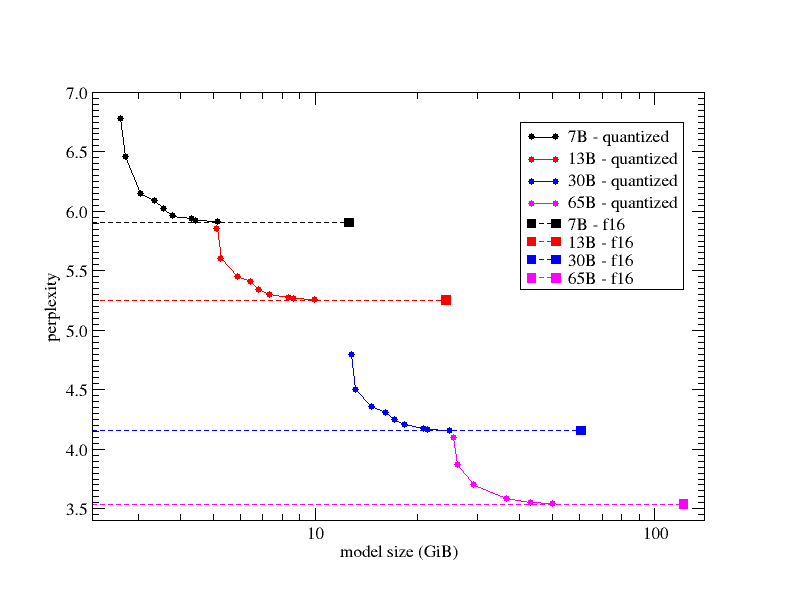 7.0
6.5
6.0
5.5
5.0
4.5
4.0
3.5
perplexity
10
100
model size (GiB)
7B - quantized
13B - quantized
30B - quantized
65B - quantized
7B - f16
13B - f16
30B - f16
65B - f16